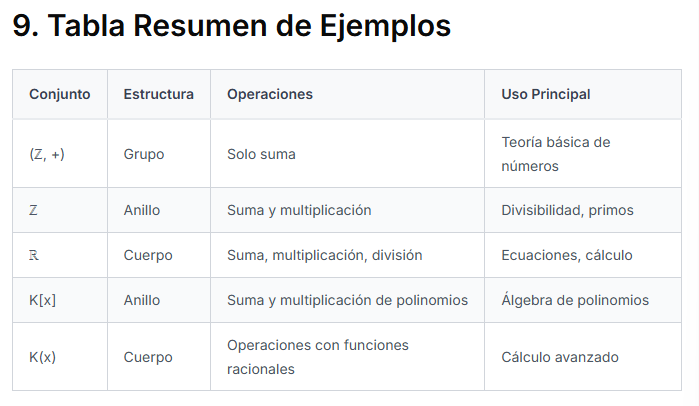 9. Tabla Resumen de Ejemplos
Conjunto Estructura Operaciones Uso Principal
(ℤ, +) Grupo Solo suma Teoría básica de
números
ℤ Anillo Suma y multiplicación Divisibilidad, primos
ℝ Cuerpo Suma, multiplicación, división Ecuaciones, cálculo
K[x] Anillo Suma y multiplicación de polinomios Álgebra de polinomios
K(x) Cuerpo Operaciones con funciones
racionales Cálculo avanzado